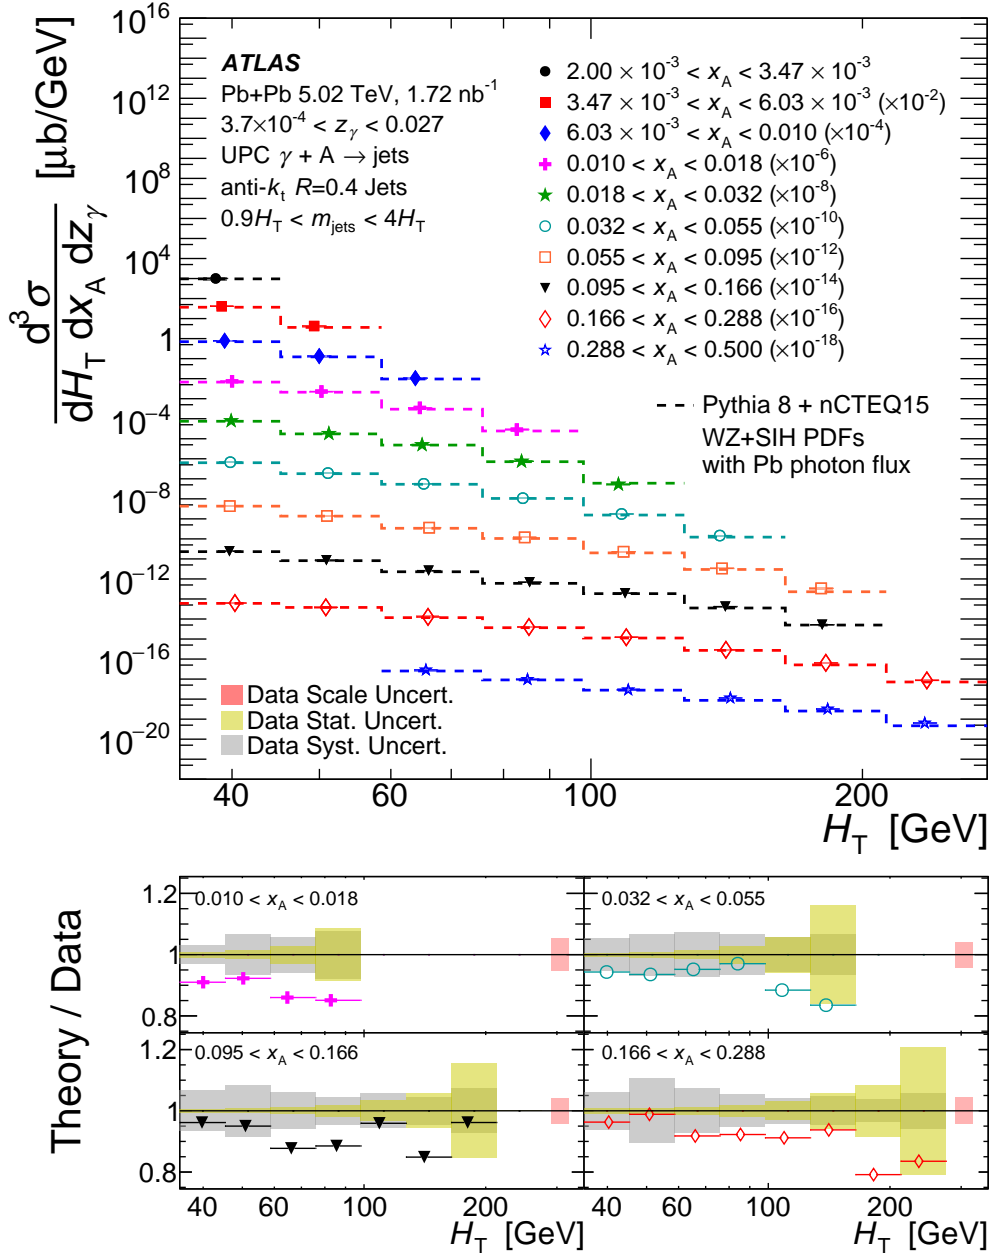 ATLAS
Pb+Pb 5.02 TeV, 1.72 nb⁻¹
3.7×10⁻⁴ < z_γ < 0.027
UPC γ + A → jets
anti-k_t R=0.4 Jets
0.9H_T < m_jets < 4H_T
2.00 × 10⁻³ < x_A < 3.47 × 10⁻³
3.47 × 10⁻³ < x_A < 6.03 × 10⁻³ (×10⁻²)
6.03 × 10⁻³ < x_A < 0.010 (×10⁻⁴)
0.010 < x_A < 0.018 (×10⁻⁶)
0.018 < x_A < 0.032 (×10⁻⁸)
0.032 < x_A < 0.055 (×10⁻¹⁰)
0.055 < x_A < 0.095 (×10⁻¹²)
0.095 < x_A < 0.166 (×10⁻¹⁴)
0.166 < x_A < 0.288 (×10⁻¹⁶)
0.288 < x_A < 0.500 (×10⁻¹⁸)
Pythia 8 + nCTEQ15
WZ+SIH PDFs
with Pb photon flux
Data Scale Uncert.
Data Stat. Uncert.
Data Syst. Uncert.
d³σ
dH_T dx_A dz_γ
[μb/GeV]
10¹⁶
10¹⁴
10¹²
10¹⁰
10⁸
10⁶
10⁴
10²
1
10⁻⁴
10⁻⁸
10⁻¹²
10⁻¹⁶
10⁻²⁰
40 60 100 200
H_T [GeV]
Theory / Data
1.2
1
0.8
0.010 < x_A < 0.018
0.032 < x_A < 0.055
1.2
1
0.8
0.095 < x_A < 0.166
0.166 < x_A < 0.288
40 60 100 200
40 60 100 200
H_T [GeV]
H_T [GeV]